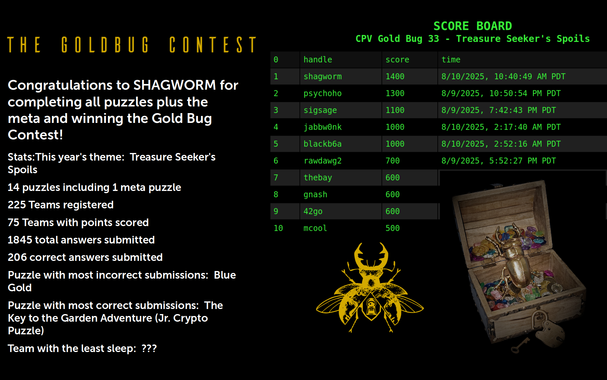 THE GOLDBUG CONTEST
Congratulations to SHAGWORM for
completing all puzzles plus the
meta and winning the Gold Bug
Contest!
Stats:This year's theme:  Treasure Seeker's
Spoils
14 puzzles including 1 meta puzzle
225 Teams registered
75 Teams with points scored
1845 total answers submitted
206 correct answers submitted
Puzzle with most incorrect submissions:  Blue
Gold
Puzzle with most correct submissions:  The
Key to the Garden Adventure (Jr. Crypto
Puzzle)
Team with the least sleep:  ???
SCORE BOARD
CPV Gold Bug 33 - Treasure Seeker's Spoils
0 handle score time
1 shagworm 1400 8/10/2025, 10:40:49 AM PDT
2 psychoho 1300 8/9/2025, 10:50:54 PM PDT
3 sigsage 1100 8/9/2025, 7:42:43 PM PDT
4 jabbw0nk 1000 8/10/2025, 2:17:40 AM PDT
5 blackb6a 1000 8/10/2025, 2:52:16 AM PDT
6 rawdawg2 700 8/9/2025, 5:52:27 PM PDT
7 thebay 600
8 gnash 600
9 42go 600
10 mcool 500